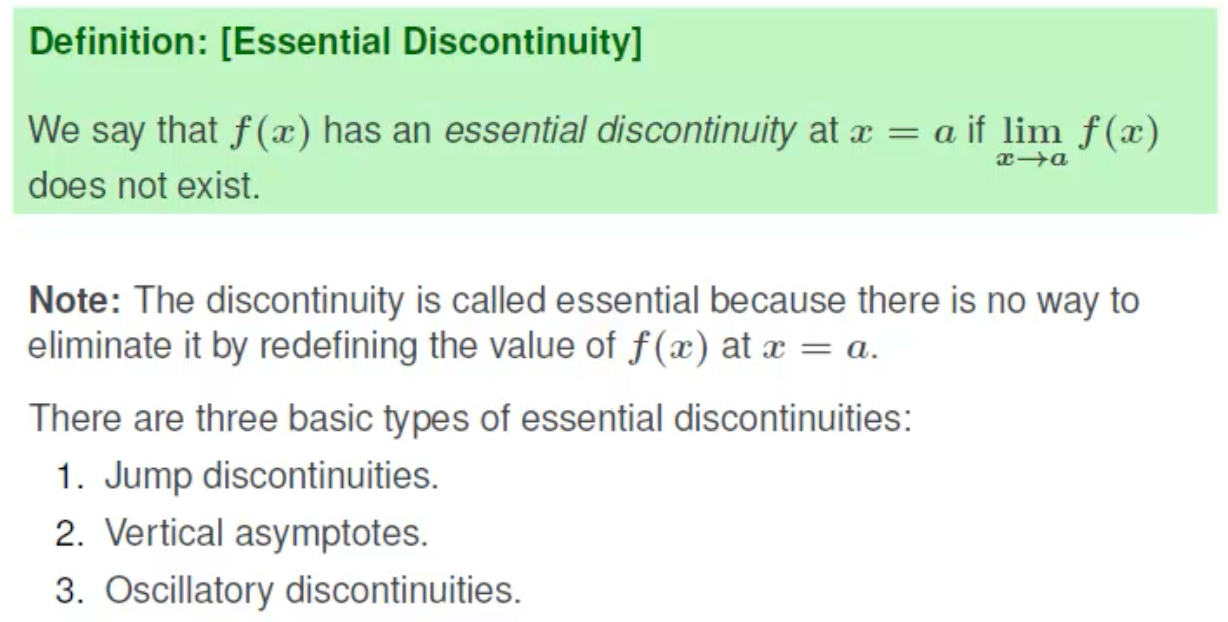 Definition: [Essential Discontinuity]
We say that f(x) has an essential discontinuity at x = a if lim x→a f(x)
does not exist.
Note: The discontinuity is called essential because there is no way to
eliminate it by redefining the value of f(x) at x = a.
There are three basic types of essential discontinuities:
1. Jump discontinuities.
2. Vertical asymptotes.
3. Oscillatory discontinuities.